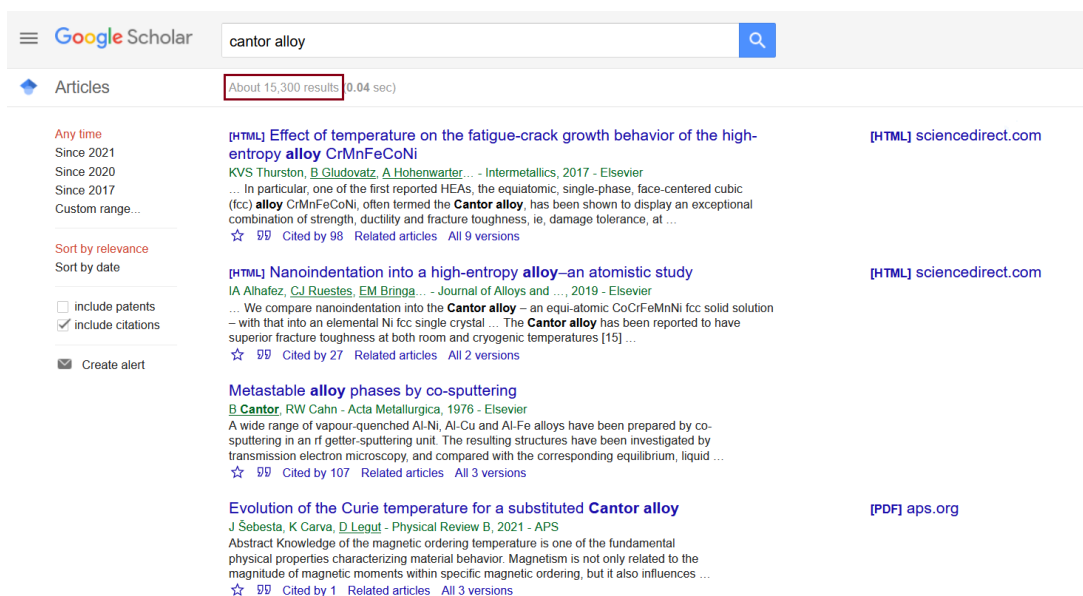 Google Scholar
cantor alloy
Articles
About 15,300 results (0.04 sec)
Any time
Since 2021
Since 2020
Since 2017
Custom range...
Sort by relevance
Sort by date
include patents
include citations
Create alert
[HTML] Effect of temperature on the fatigue-crack growth behavior of the high-
entropy alloy CrMnFeCoNi
KVS Thurston, B Gludovatz, A Hohenwarter... - Intermetallics, 2017 - Elsevier
… In particular, one of the first reported HEAs, the equiatomic, single-phase, face-centered cubic
(fcc) alloy CrMnFeCoNi, often termed the Cantor alloy, has been shown to display an exceptional
combination of strength, ductility and fracture toughness, ie, damage tolerance, at …
Cited by 98 Related articles All 9 versions
[HTML] sciencedirect.com
[HTML] Nanoindentation into a high-entropy alloy–an atomistic study
IA Alhafez, CJ Ruestes, EM Bringa... - Journal of Alloys and …, 2019 - Elsevier
… We compare nanoindentation into the Cantor alloy – an equi-atomic CoCrFeMnNi fcc solid solution
– with that into an elemental Ni fcc single crystal … The Cantor alloy has been reported to have
superior fracture toughness at both room and cryogenic temperatures [15] …
Cited by 27 Related articles All 2 versions
[HTML] sciencedirect.com
Metastable alloy phases by co-sputtering
B Cantor, RW Cahn - Acta Metallurgica, 1976 - Elsevier
A wide range of vapour-quenched Al-Ni, Al-Cu and Al-Fe alloys have been prepared by co-
sputtering in an rf getter-sputtering unit. The resulting structures have been investigated by
transmission electron microscopy, and compared with the corresponding equilibrium, liquid …
Cited by 107 Related articles All 3 versions
Evolution of the Curie temperature for a substituted Cantor alloy
J Šebesta, K Carva, D Legut - Physical Review B, 2021 - APS
Abstract Knowledge of the magnetic ordering temperature is one of the fundamental
physical properties characterizing material behavior. Magnetism is not only related to the
magnitude of magnetic moments within specific magnetic ordering, but it also influences …
Cited by 1 Related articles All 3 versions
[PDF] aps.org